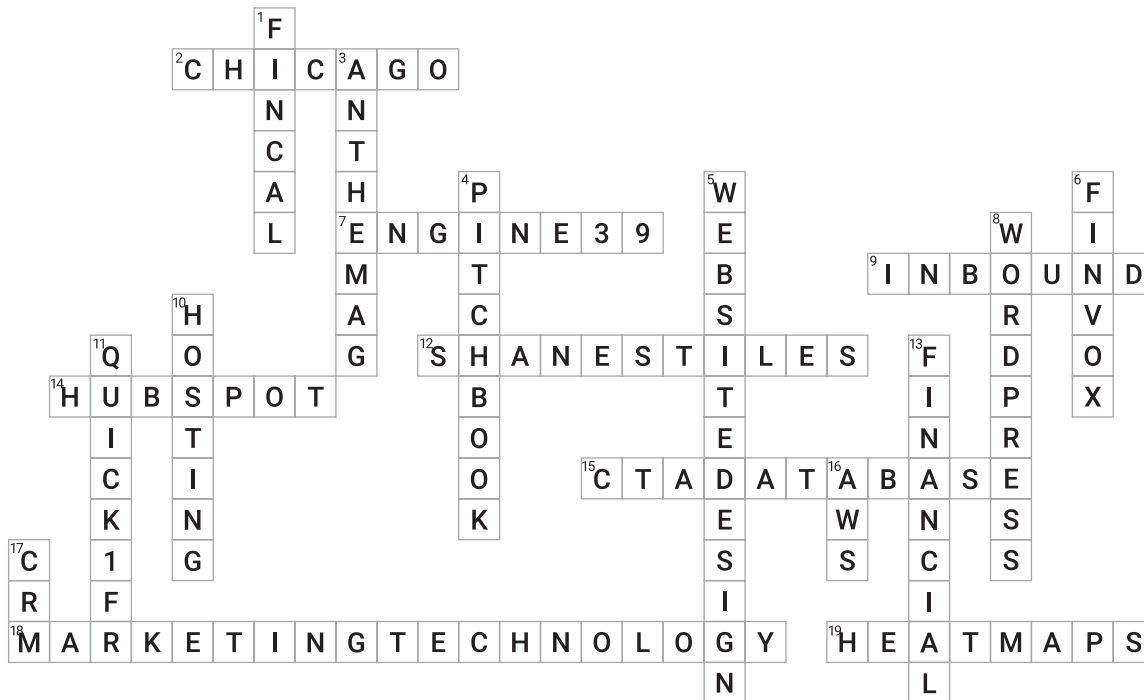 1 F
2 C H I C 3 A G O
N N
C T
A H 4 P 5 W 6 F
L 7 E N G I N E 3 9 E 8 W I
M T B 9 I N B O U N D
10 H A C S R V
11 Q O G 12 S H A N E S T I L E S 13 F D O
14 H U B S P O T B T I P X
I T O E N R
C I O 15 C T A D A T 16 A B A S E
K N K E W N S
17 C 1 G S S C S
R F I I
18 M A R K E T I N G T E C H N O L O G Y 19 H E A T M A P S
N L